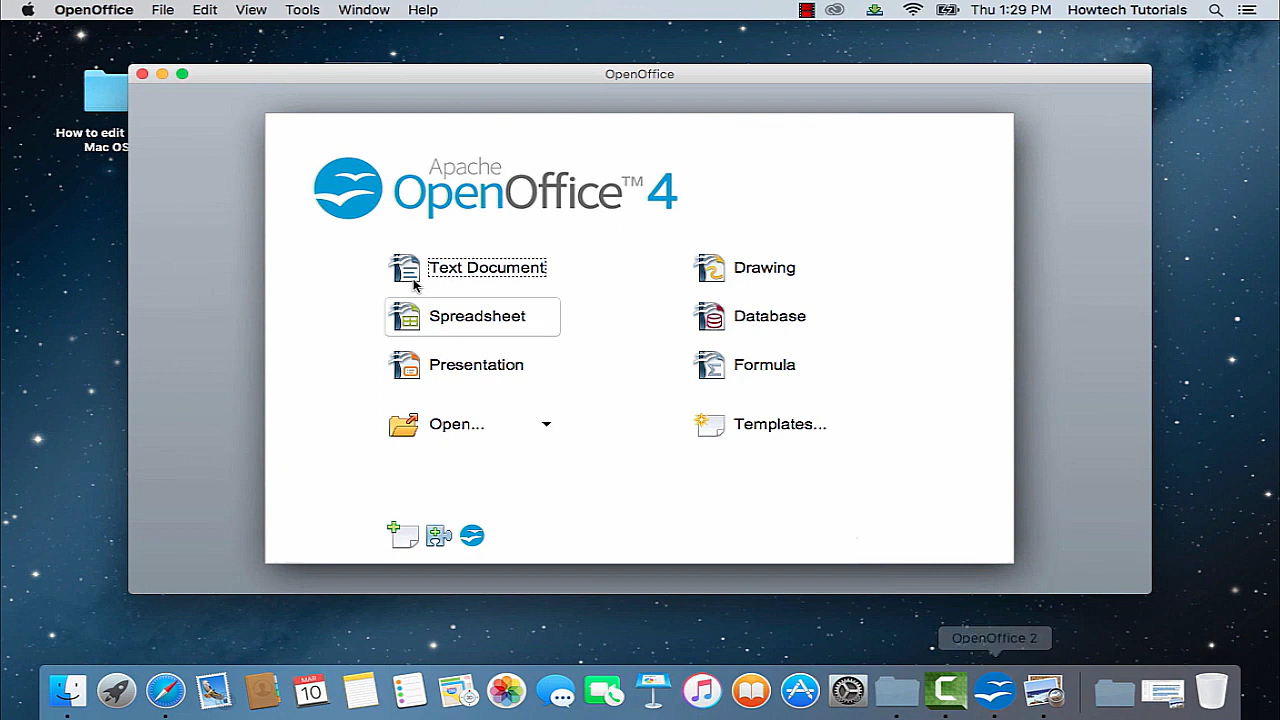 OpenOffice File Edit View Tools Window Help Thu 1:29 PM Howtech Tutorials
OpenOffice
How to edit
Mac OS
Apache
OpenOffice™ 4
Text Document
Drawing
Spreadsheet
Database
Presentation
Formula
Open...
Templates...
OpenOffice 2
MAR
10